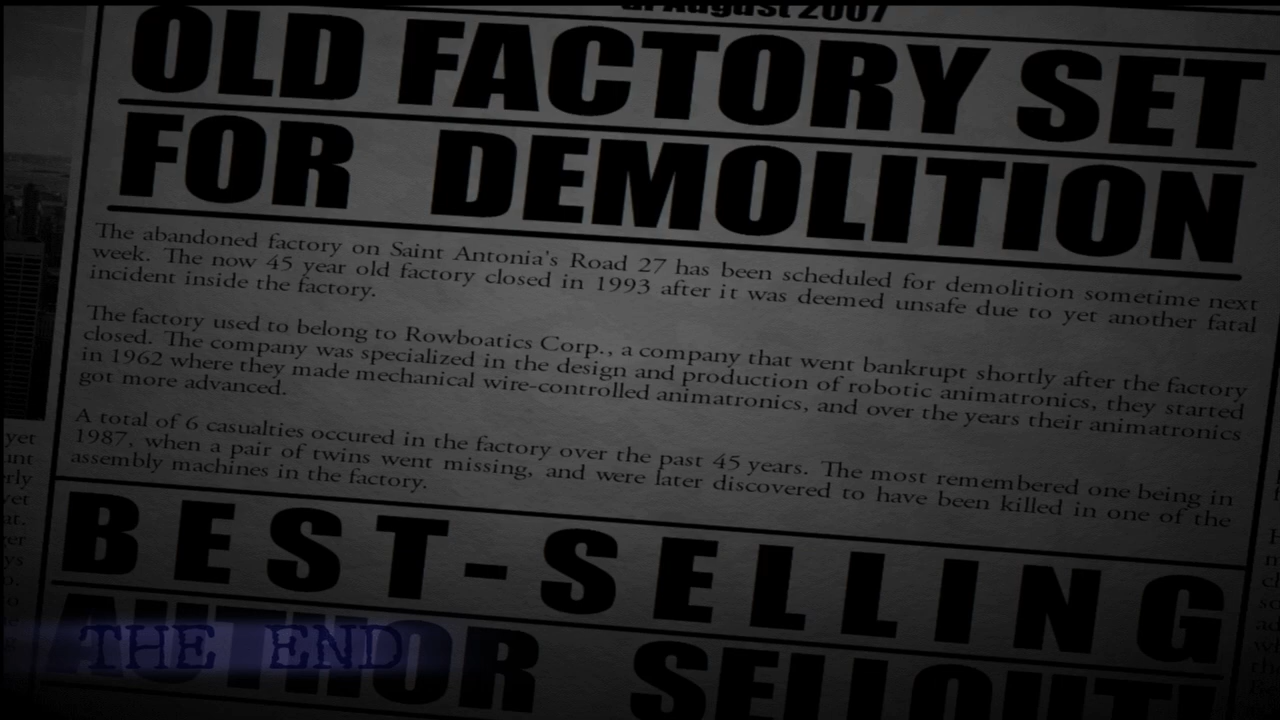 August 2007
OLD FACTORY SET
FOR DEMOLITION
The abandoned factory on Saint Antonia's Road 27 has been scheduled for demolition sometime next
week. The now 45 year old factory closed in 1993 after it was deemed unsafe due to yet another fatal
incident inside the factory.
The factory used to belong to Rowboatics Corp., a company that went bankrupt shortly after the factory
closed. The company was specialized in the design and production of robotic animatronics, they started
in 1962 where they made mechanical wire-controlled animatronics, and over the years their animatronics
got more advanced.
A total of 6 casualties occured in the factory over the past 45 years. The most remembered one being in
1987, when a pair of twins went missing, and were later discovered to have been killed in one of the
assembly machines in the factory.
BEST-SELLING
AUTHOR SELLOUT!
THE END
yet